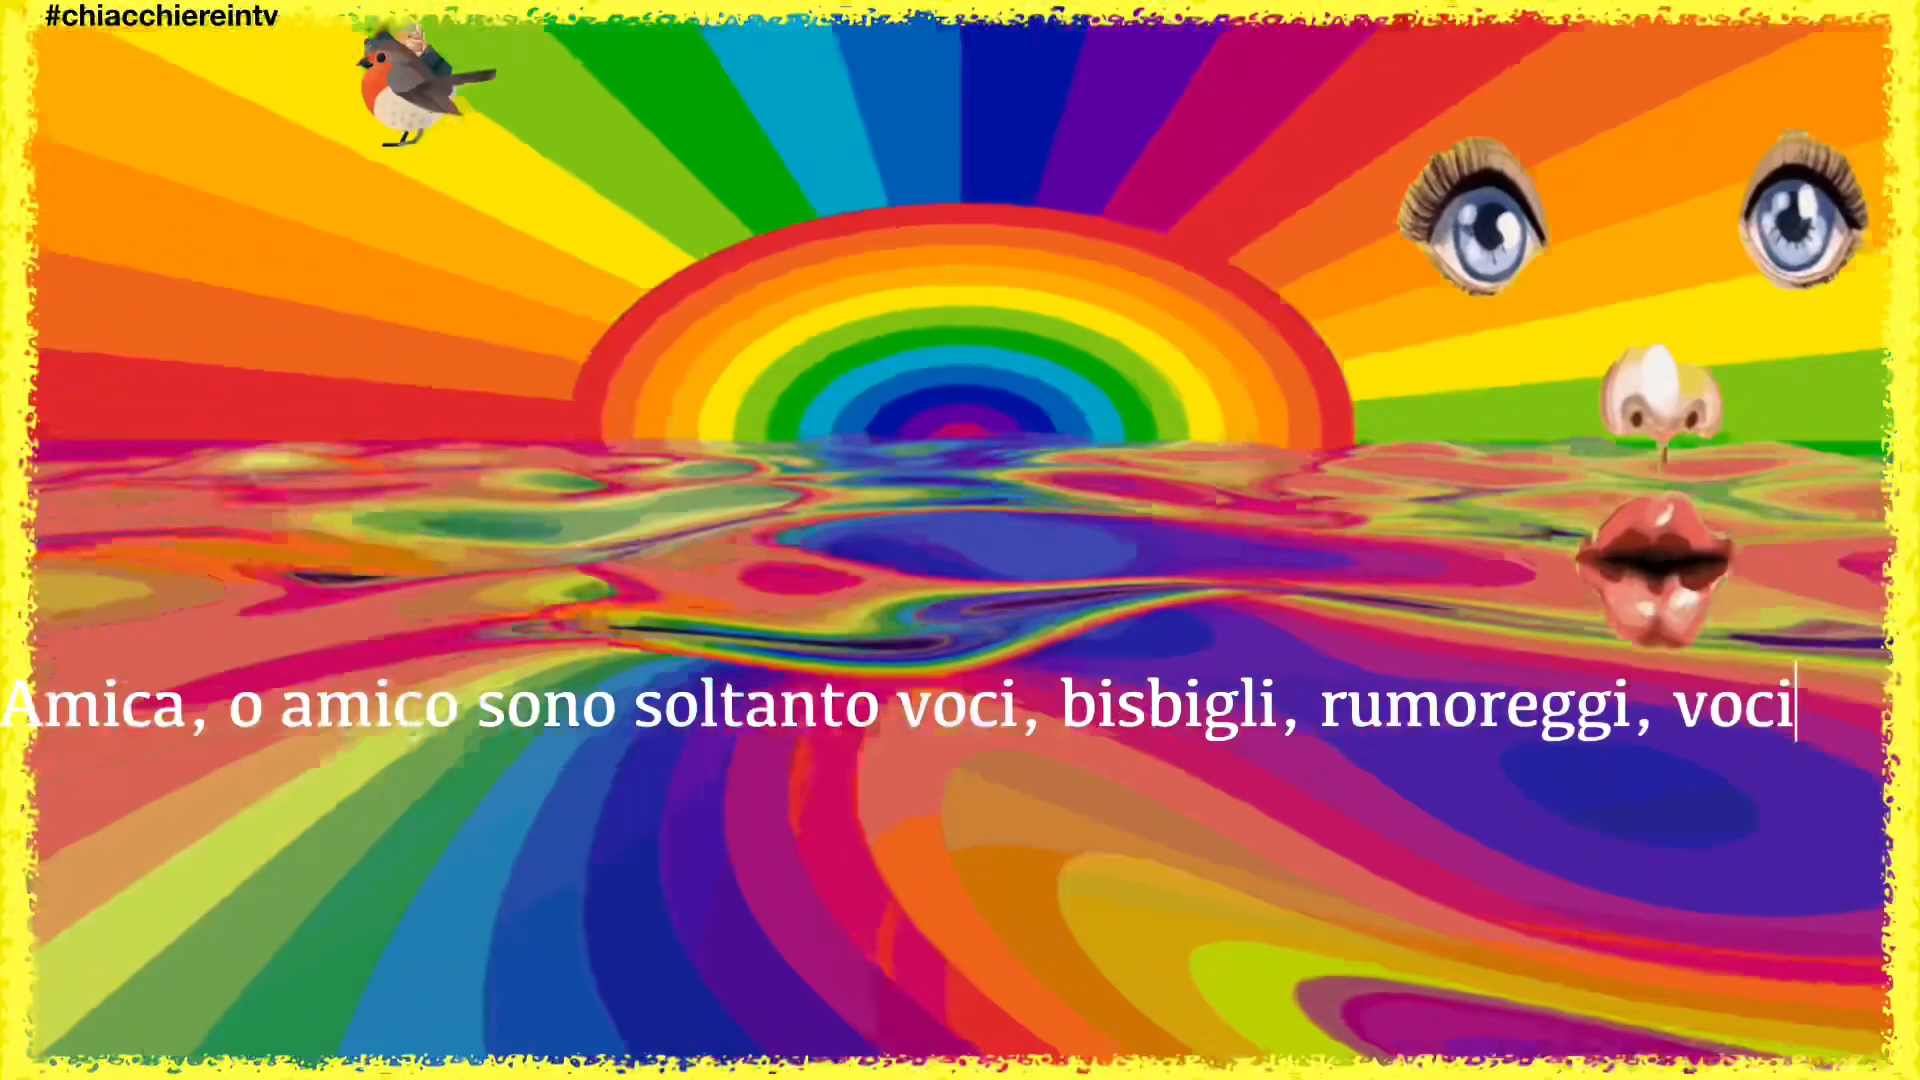 #chiacchiereintv
Amica, o amico sono soltanto voci, bisbigli, rumoreggi, voci